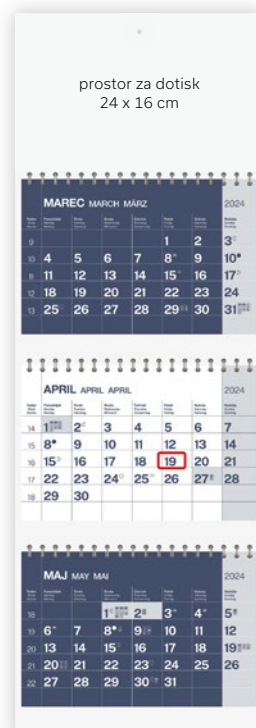 prostor za dotisk
24 x 16 cm
MAREC MARCH MÄRZ 2024
9 1 2 3
10 4 5 6 7 8 9 10
11 11 12 13 14 15 16 17
12 18 19 20 21 22 23 24
13 25 26 27 28 29 30 31
APRIL APRIL APRIL 2024
14 1 2 3 4 5 6 7
15 8 9 10 11 12 13 14
16 15 16 17 18 19 20 21
17 22 23 24 25 26 27 28
18 29 30
MAJ MAY MAI 2024
18 1 2 3 4 5
19 6 7 8 9 10 11 12
20 13 14 15 16 17 18 19
21 20 21 22 23 24 25 26
22 27 28 29 30 31